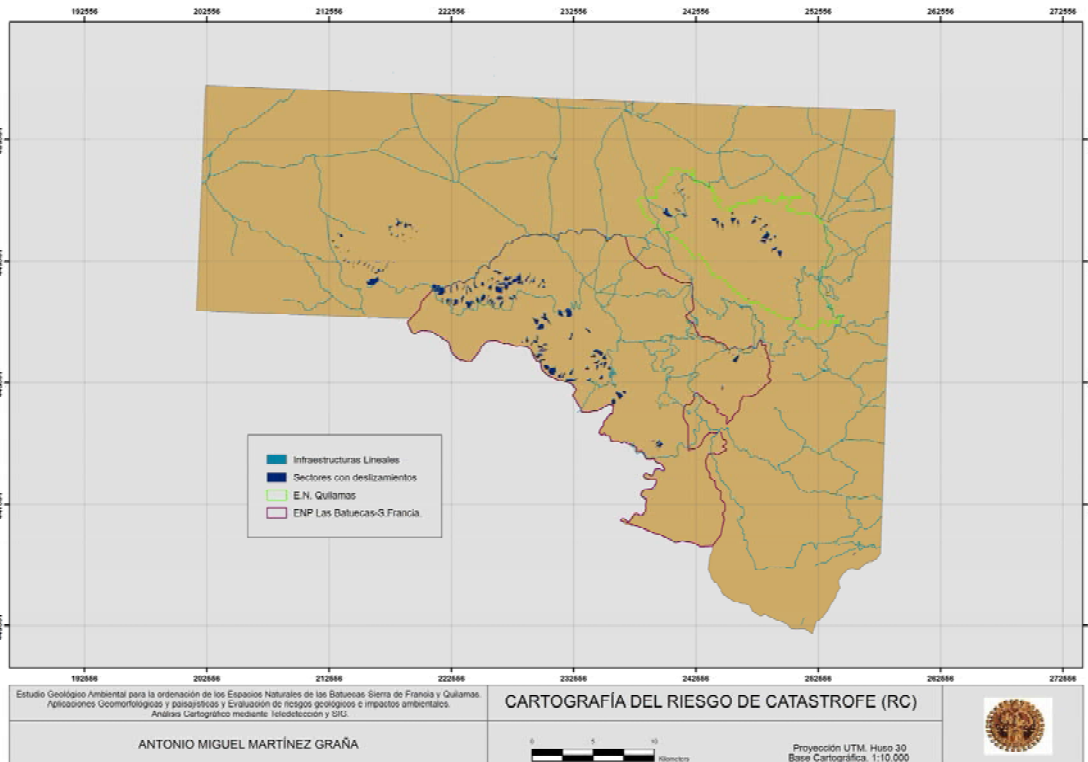 192556 202556 212556 222556 232556 242556 252556 262556 272556
Infraestructuras Lineales
Sectores con deslizamientos
E.N. Quilamas
ENP Las Batuecas-S.Francia.
192556 202556 212556 222556 232556 242556 252556 262556 272556
Estudio Geológico Ambiental para la ordenación de los Espacios Naturales de las Batuecas Sierra de Francia y Quilamas.
Aplicaciones Geomorfológicas y paisajísticas y Evaluación de riesgos geológicos e impactos ambientales.
Análisis Cartográfico mediante Teledetección y SIG.
ANTONIO MIGUEL MARTÍNEZ GRAÑA
CARTOGRAFÍA DEL RIESGO DE CATASTROFE (RC)
0 5 10
Kilometers
Proyección UTM. Huso 30
Base Cartográfica. 1:10.000